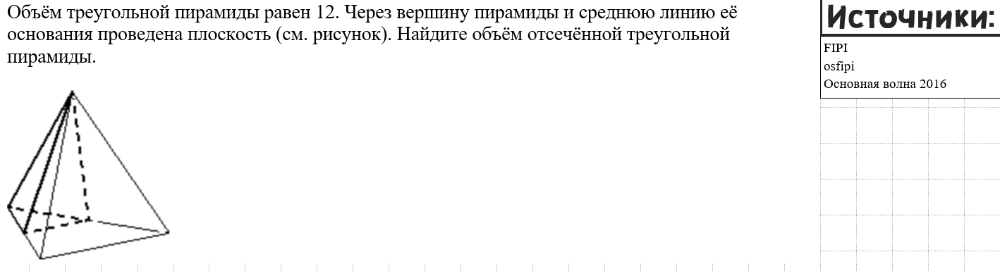 Объём треугольной пирамиды равен 12. Через вершину пирамиды и среднюю линию её
основания проведена плоскость (см. рисунок). Найдите объём отсечённой треугольной
пирамиды.
Источники:
FIPI
osfipi
Основная волна 2016